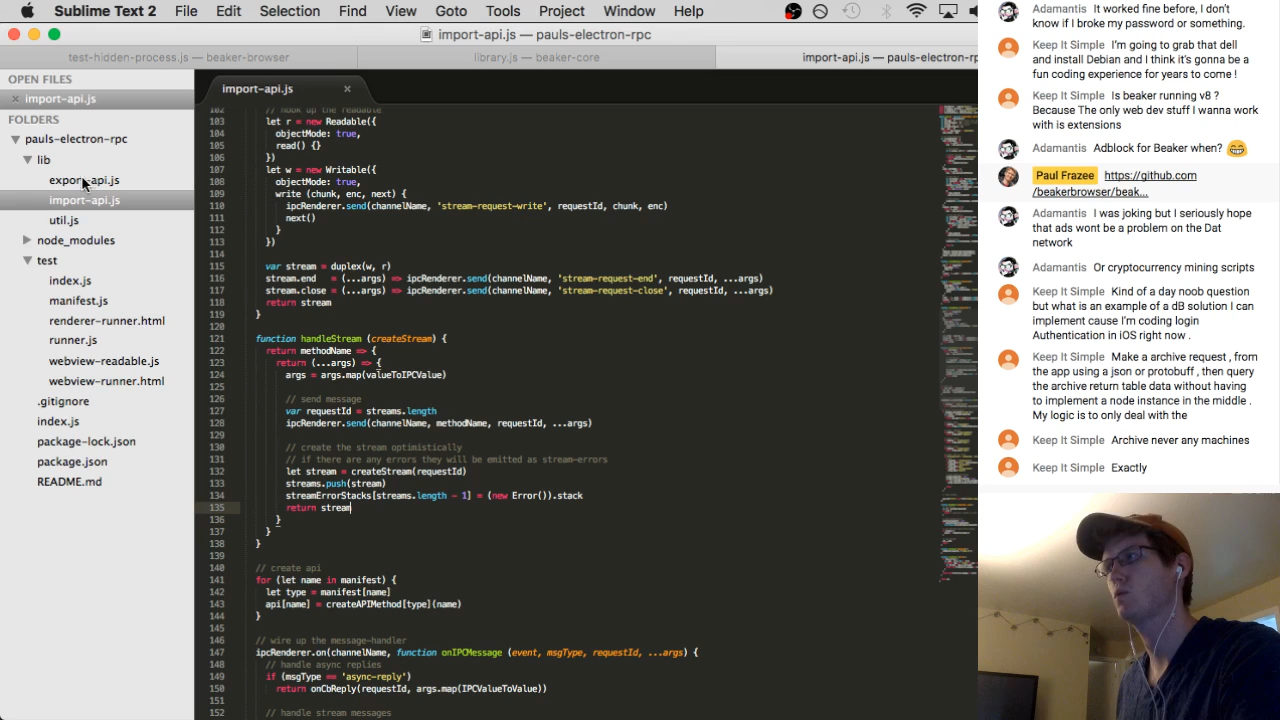 Sublime Text 2 File Edit Selection Find View Goto Tools Project Window Help
import-api.js — pauls-electron-rpc
test-hidden-process.js — beaker-browser
library.js — beaker-core
import-api.js — pauls-electron-rp
OPEN FILES
× import-api.js
FOLDERS
pauls-electron-rpc
lib
export-api.js
import-api.js
util.js
node_modules
test
index.js
manifest.js
renderer-runner.html
runner.js
webview-readable.js
webview-runner.html
.gitignore
index.js
package-lock.json
package.json
README.md
import-api.js ×
102 // hook up the readable
103 let r = new Readable({
104 objectMode: true,
105 read() {}
106 })
107 let w = new Writable({
108 objectMode: true,
109 write (chunk, enc, next) {
110 ipcRenderer.send(channelName, 'stream-request-write', requestId, chunk, enc)
111 next()
112 }
113 })
114
115 var stream = duplex(w, r)
116 stream.end = (...args) => ipcRenderer.send(channelName, 'stream-request-end', requestId, ...args)
117 stream.close = (...args) => ipcRenderer.send(channelName, 'stream-request-close', requestId, ...args)
118 return stream
119 }
120
121 function handleStream (createStream) {
122 return methodName => {
123 return (...args) => {
124 args = args.map(valueToIPCValue)
125
126 // send message
127 var requestId = streams.length
128 ipcRenderer.send(channelName, methodName, requestId, ...args)
129
130 // create the stream optimistically
131 // if there are any errors they will be emitted as stream-errors
132 let stream = createStream(requestId)
133 streams.push(stream)
134 streamErrorStacks[streams.length - 1] = (new Error()).stack
135 return stream
136 }
137 }
138 }
139
140 // create api
141 for (let name in manifest) {
142 let type = manifest[name]
143 api[name] = createAPIMethod[type](name)
144 }
145
146 // wire up the message-handler
147 ipcRenderer.on(channelName, function onIPCMessage (event, msgType, requestId, ...args) {
148 // handle async replies
149 if (msgType == 'async-reply')
150 return onCbReply(requestId, args.map(IPCValueToValue))
151
152 // handle stream messages
Adamantis It worked fine before, I don't
know if I broke my password or something.
Keep It Simple I'm going to grab that dell
and install Debian and I think it's gonna be a
fun coding experience for years to come !
Keep It Simple Is beaker running v8 ?
Because The only web dev stuff I wanna work
with is extensions
Adamantis Adblock for Beaker when? 😁
Paul Frazee https://github.com
/beakerbrowser/beak...
Adamantis I was joking but I seriously hope
that ads wont be a problem on the Dat
network
Adamantis Or cryptocurrency mining scripts
Keep It Simple Kind of a day noob question
but what is an example of a dB solution I can
implement cause I'm coding login
Authentication in JS right now .
Keep It Simple Make a archive request , from
the app using a json or protobuff , then query
the archive return table data without having
to implement a node instance in the middle .
My logic is to only deal with the
Keep It Simple Archive never any machines
Keep It Simple Exactly